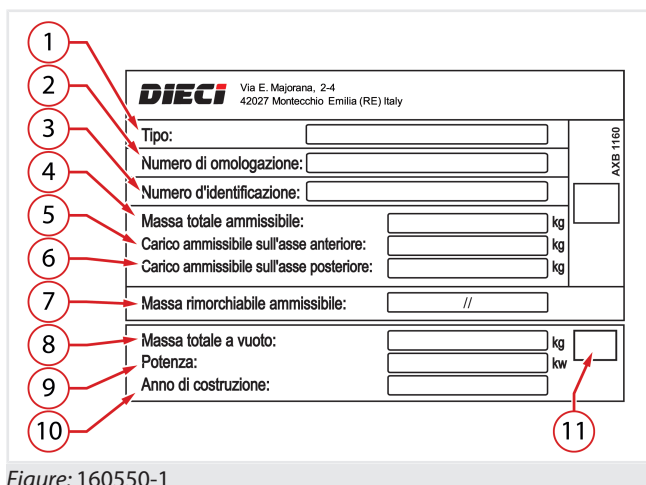 1
2
3
4
5
6
7
8
9
10
11
DIECI
Via E. Majorana, 2-4
42027 Montecchio Emilia (RE) Italy
Tipo:
Numero di omologazione:
Numero d'identificazione:
AXB 1160
Massa totale ammissibile: kg
Carico ammissibile sull'asse anteriore: kg
Carico ammissibile sull'asse posteriore: kg
Massa rimorchiabile ammissibile: //
Massa totale a vuoto: kg
Potenza: kw
Anno di costruzione:
Figure: 160550-1